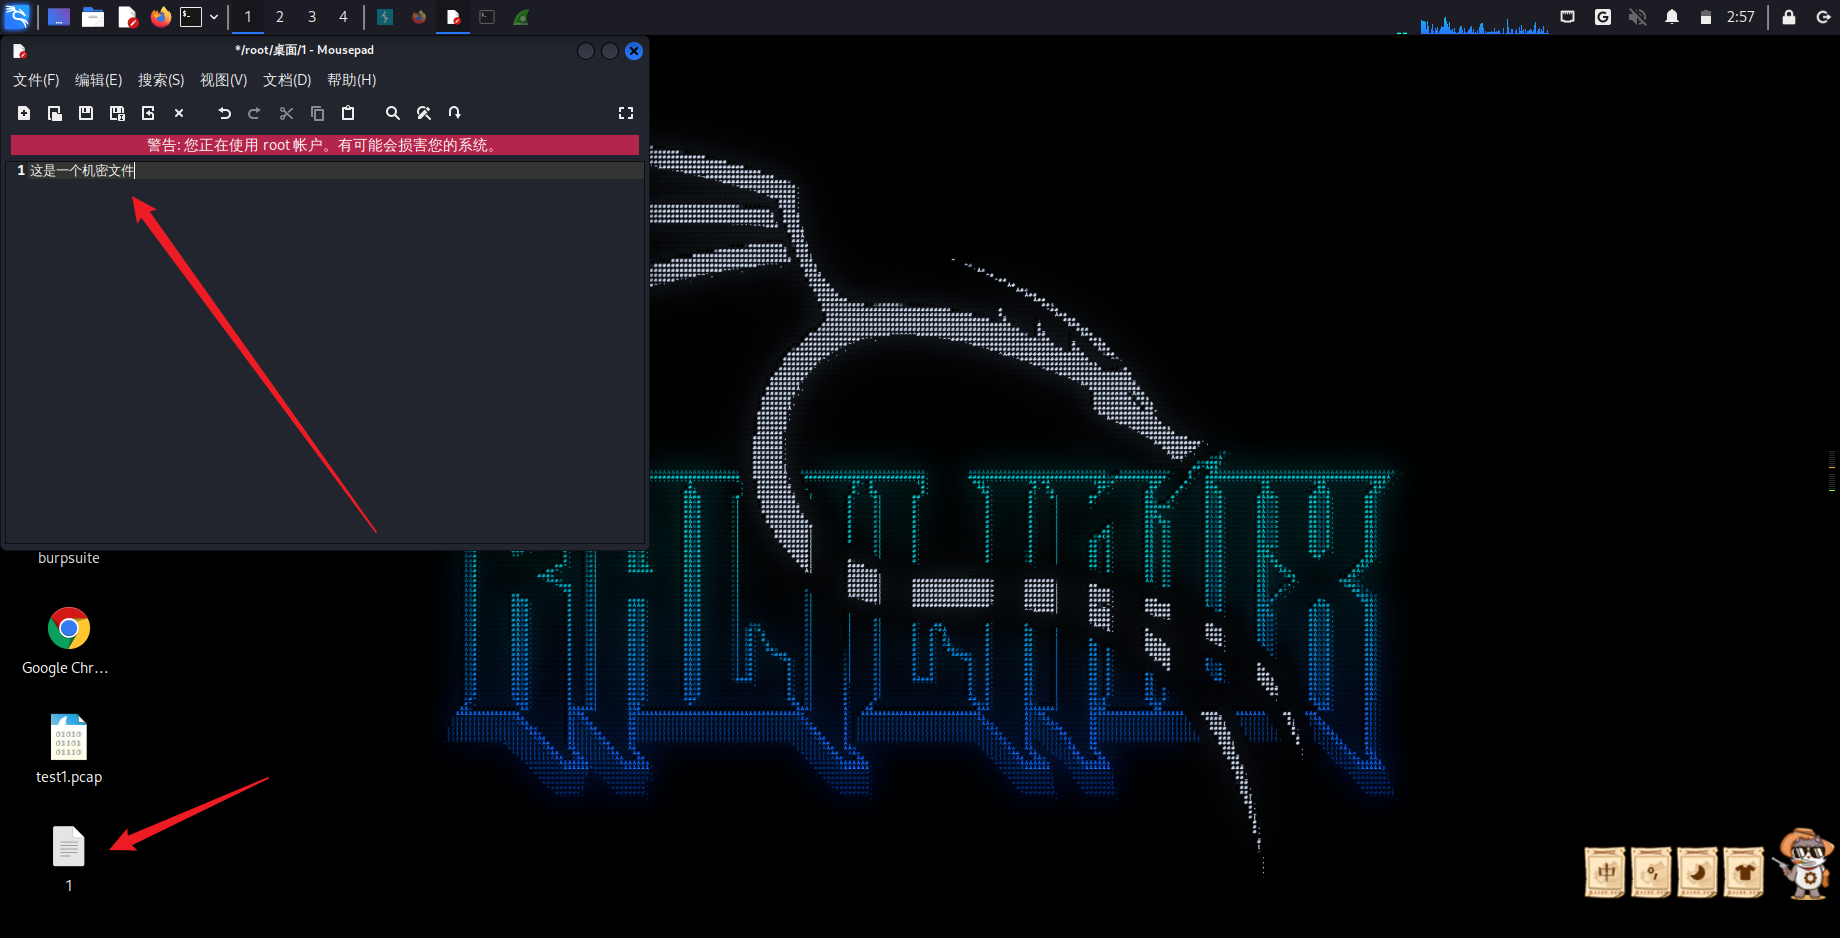 1 2 3 4 2:57
*/root/桌面/1 - Mousepad
文件(F) 编辑(E) 搜索(S) 视图(V) 文档(D) 帮助(H)
警告: 您正在使用 root 帐户。有可能会损害您的系统。
1 这是一个机密文件
burpsuite
Google Chr...
01010
01101
01110
test1.pcap
1
中